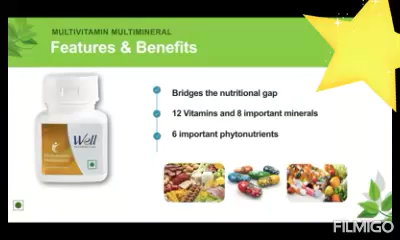 MULTIVITAMIN MULTIMINERAL
Features & Benefits
Well
Bridges the nutritional gap
12 Vitamins and 8 important minerals
6 important phytonutrients
FILMIGO